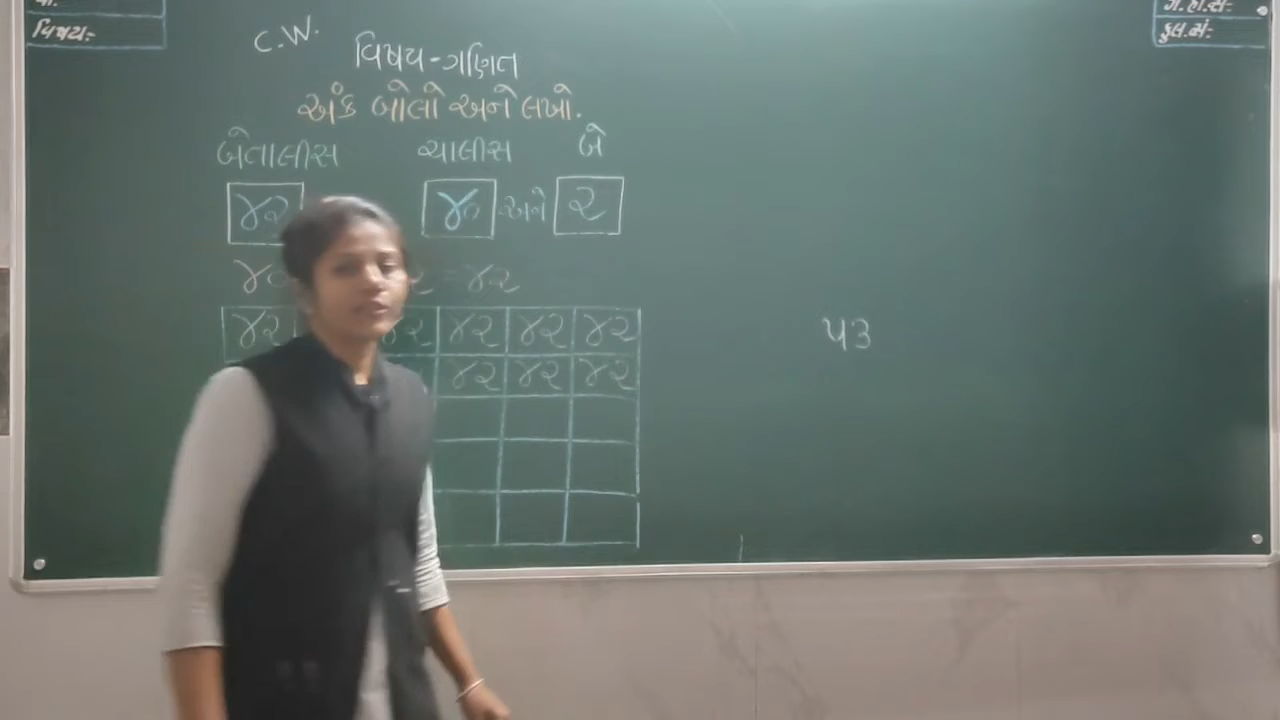 વિષય:-
ગ.હા.સં:-
કુલ.સં:-
C.W.
વિષય-ગણિત
અંક બોલો અને લખો.
બેતાલીસ ચાલીસ બે
૪૨ ૪૦ અને ૨
૪૦ ૨ = ૪૨
૪૨ ૪૨ ૪૨ ૪૨ ૪૨
૪૨ ૪૨ ૪૨
૫૩